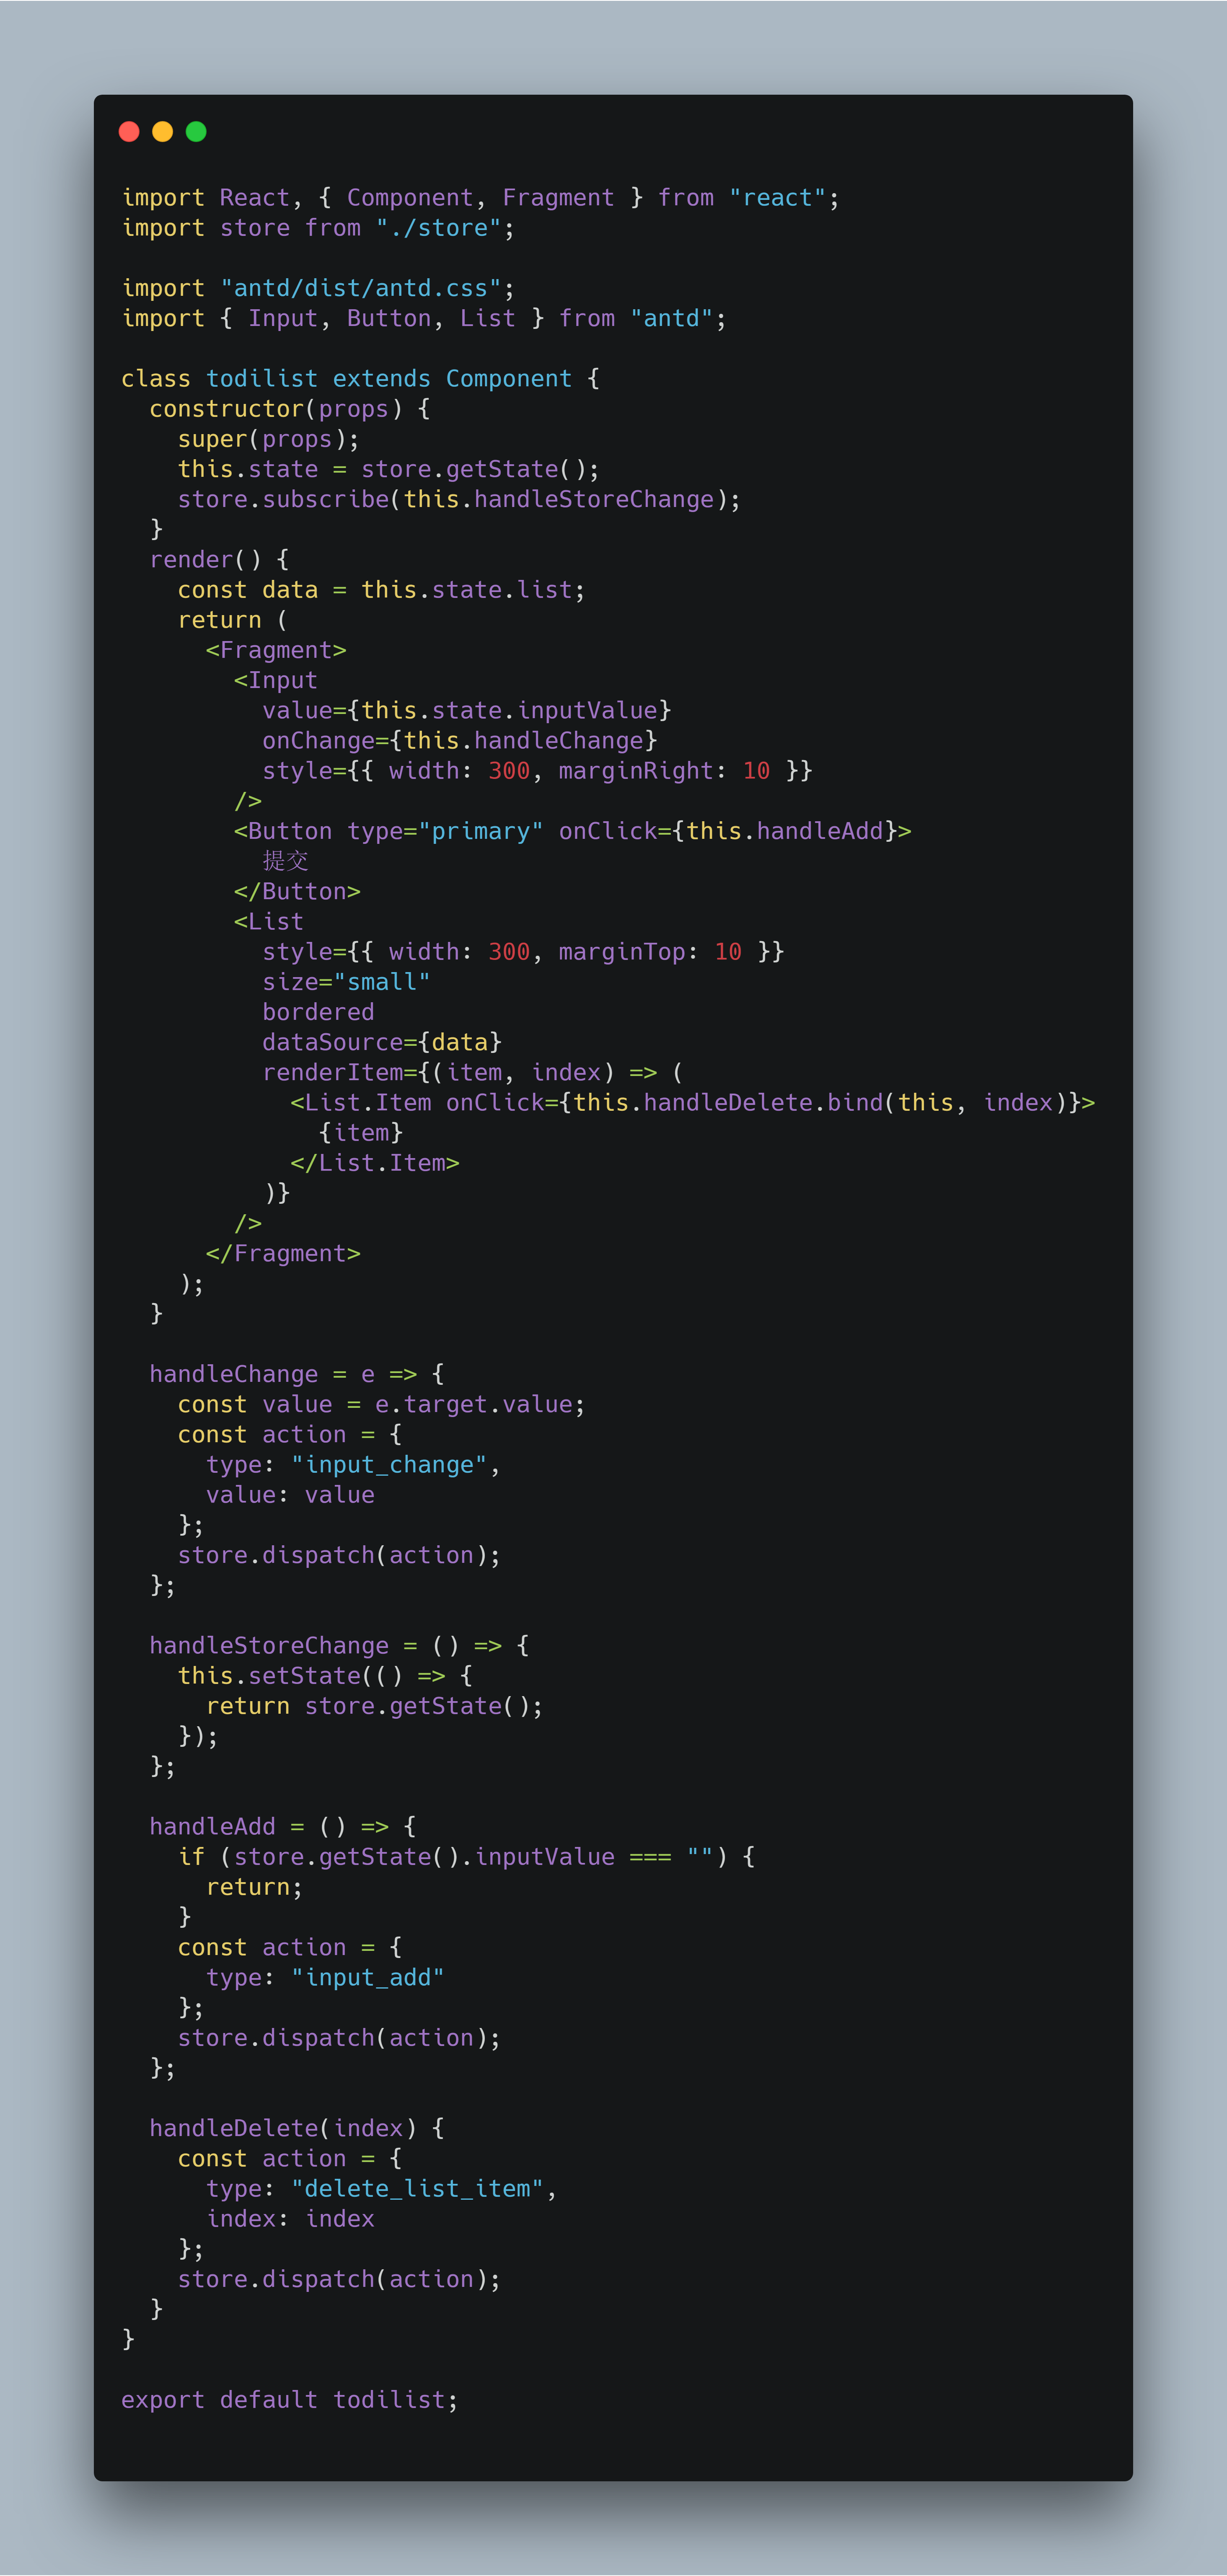 import React, { Component, Fragment } from "react";
import store from "./store";

import "antd/dist/antd.css";
import { Input, Button, List } from "antd";

class todilist extends Component {
  constructor(props) {
    super(props);
    this.state = store.getState();
    store.subscribe(this.handleStoreChange);
  }
  render() {
    const data = this.state.list;
    return (
      <Fragment>
        <Input
          value={this.state.inputValue}
          onChange={this.handleChange}
          style={{ width: 300, marginRight: 10 }}
        />
        <Button type="primary" onClick={this.handleAdd}>
          提交
        </Button>
        <List
          style={{ width: 300, marginTop: 10 }}
          size="small"
          bordered
          dataSource={data}
          renderItem={(item, index) => (
            <List.Item onClick={this.handleDelete.bind(this, index)}>
              {item}
            </List.Item>
          )}
        />
      </Fragment>
    );
  }

  handleChange = e => {
    const value = e.target.value;
    const action = {
      type: "input_change",
      value: value
    };
    store.dispatch(action);
  };

  handleStoreChange = () => {
    this.setState(() => {
      return store.getState();
    });
  };

  handleAdd = () => {
    if (store.getState().inputValue === "") {
      return;
    }
    const action = {
      type: "input_add"
    };
    store.dispatch(action);
  };

  handleDelete(index) {
    const action = {
      type: "delete_list_item",
      index: index
    };
    store.dispatch(action);
  }
}

export default todilist;